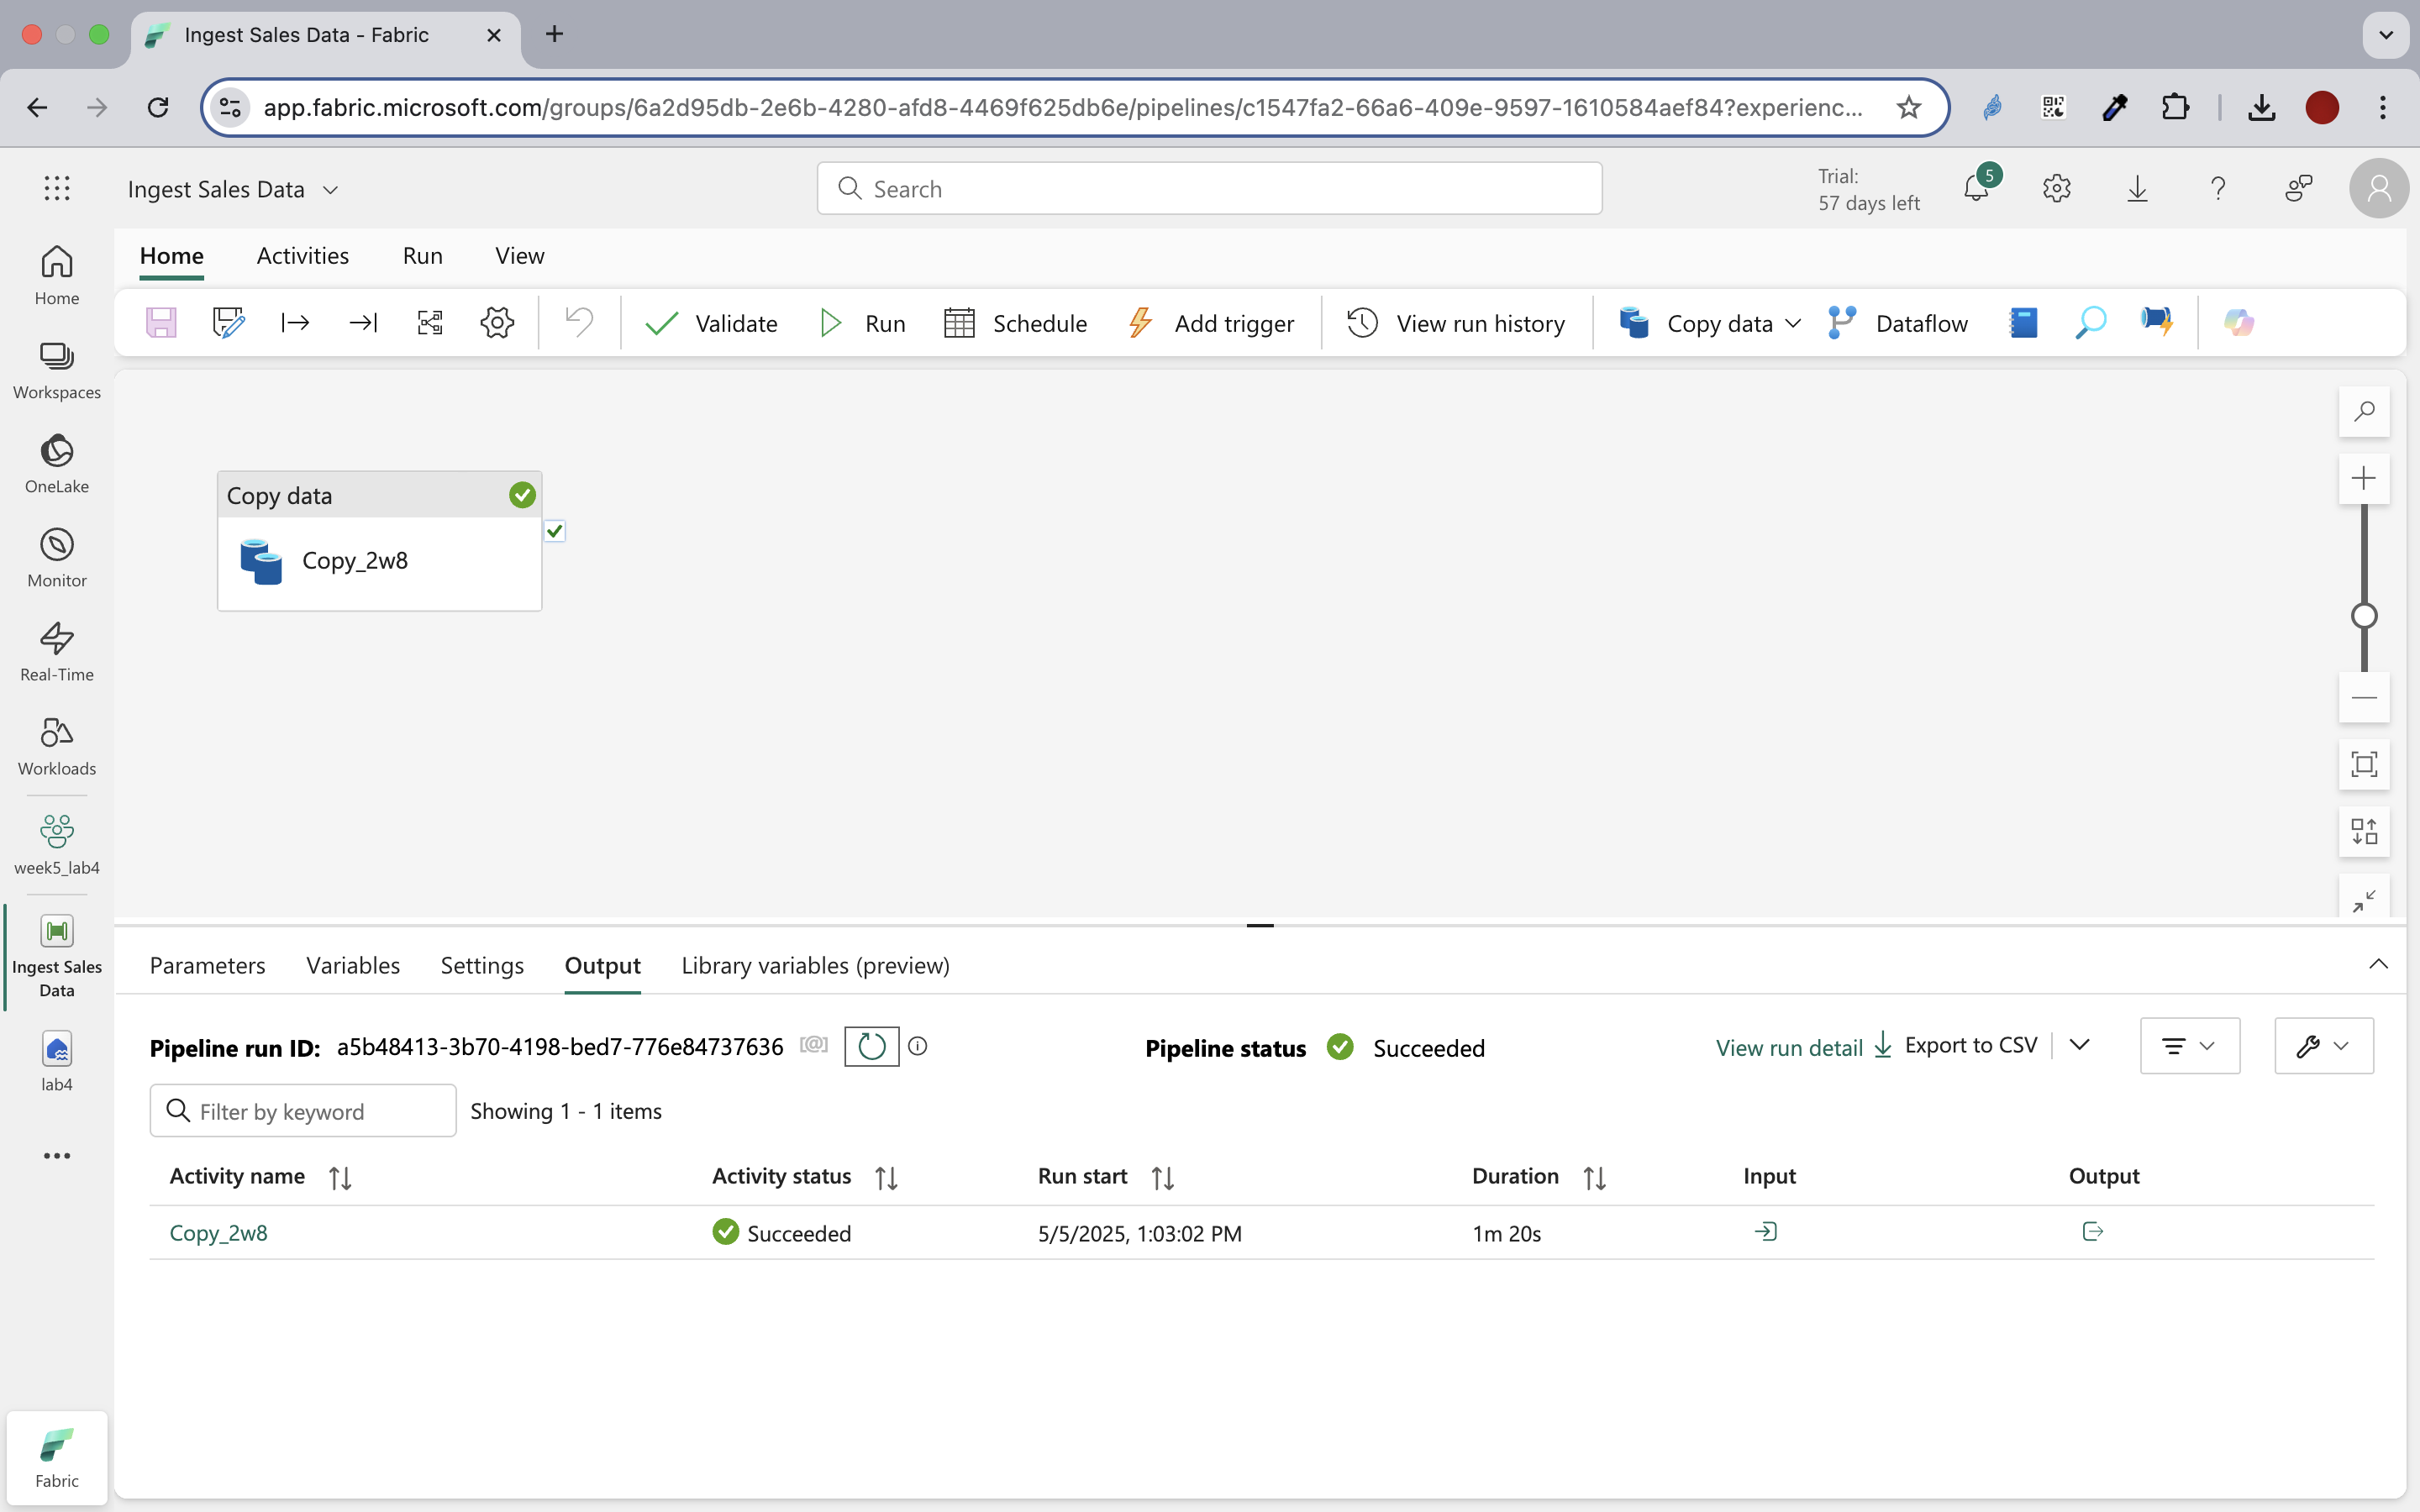 Ingest Sales Data - Fabric
app.fabric.microsoft.com/groups/6a2d95db-2e6b-4280-afd8-4469f625db6e/pipelines/c1547fa2-66a6-409e-9597-1610584aef84?experienc...
Ingest Sales Data
Search
Trial:
57 days left
5
Home
Activities
Run
View
Validate
Run
Schedule
Add trigger
View run history
Copy data
Dataflow
Home
Workspaces
OneLake
Monitor
Real-Time
Workloads
week5_lab4
Ingest Sales
Data
lab4
Fabric
Copy data
Copy_2w8
Parameters
Variables
Settings
Output
Library variables (preview)
Pipeline run ID: a5b48413-3b70-4198-bed7-776e84737636 [@]
Pipeline status Succeeded
View run detail
Export to CSV
Filter by keyword
Showing 1 - 1 items
Activity name Activity status Run start Duration Input Output
Copy_2w8 Succeeded 5/5/2025, 1:03:02 PM 1m 20s